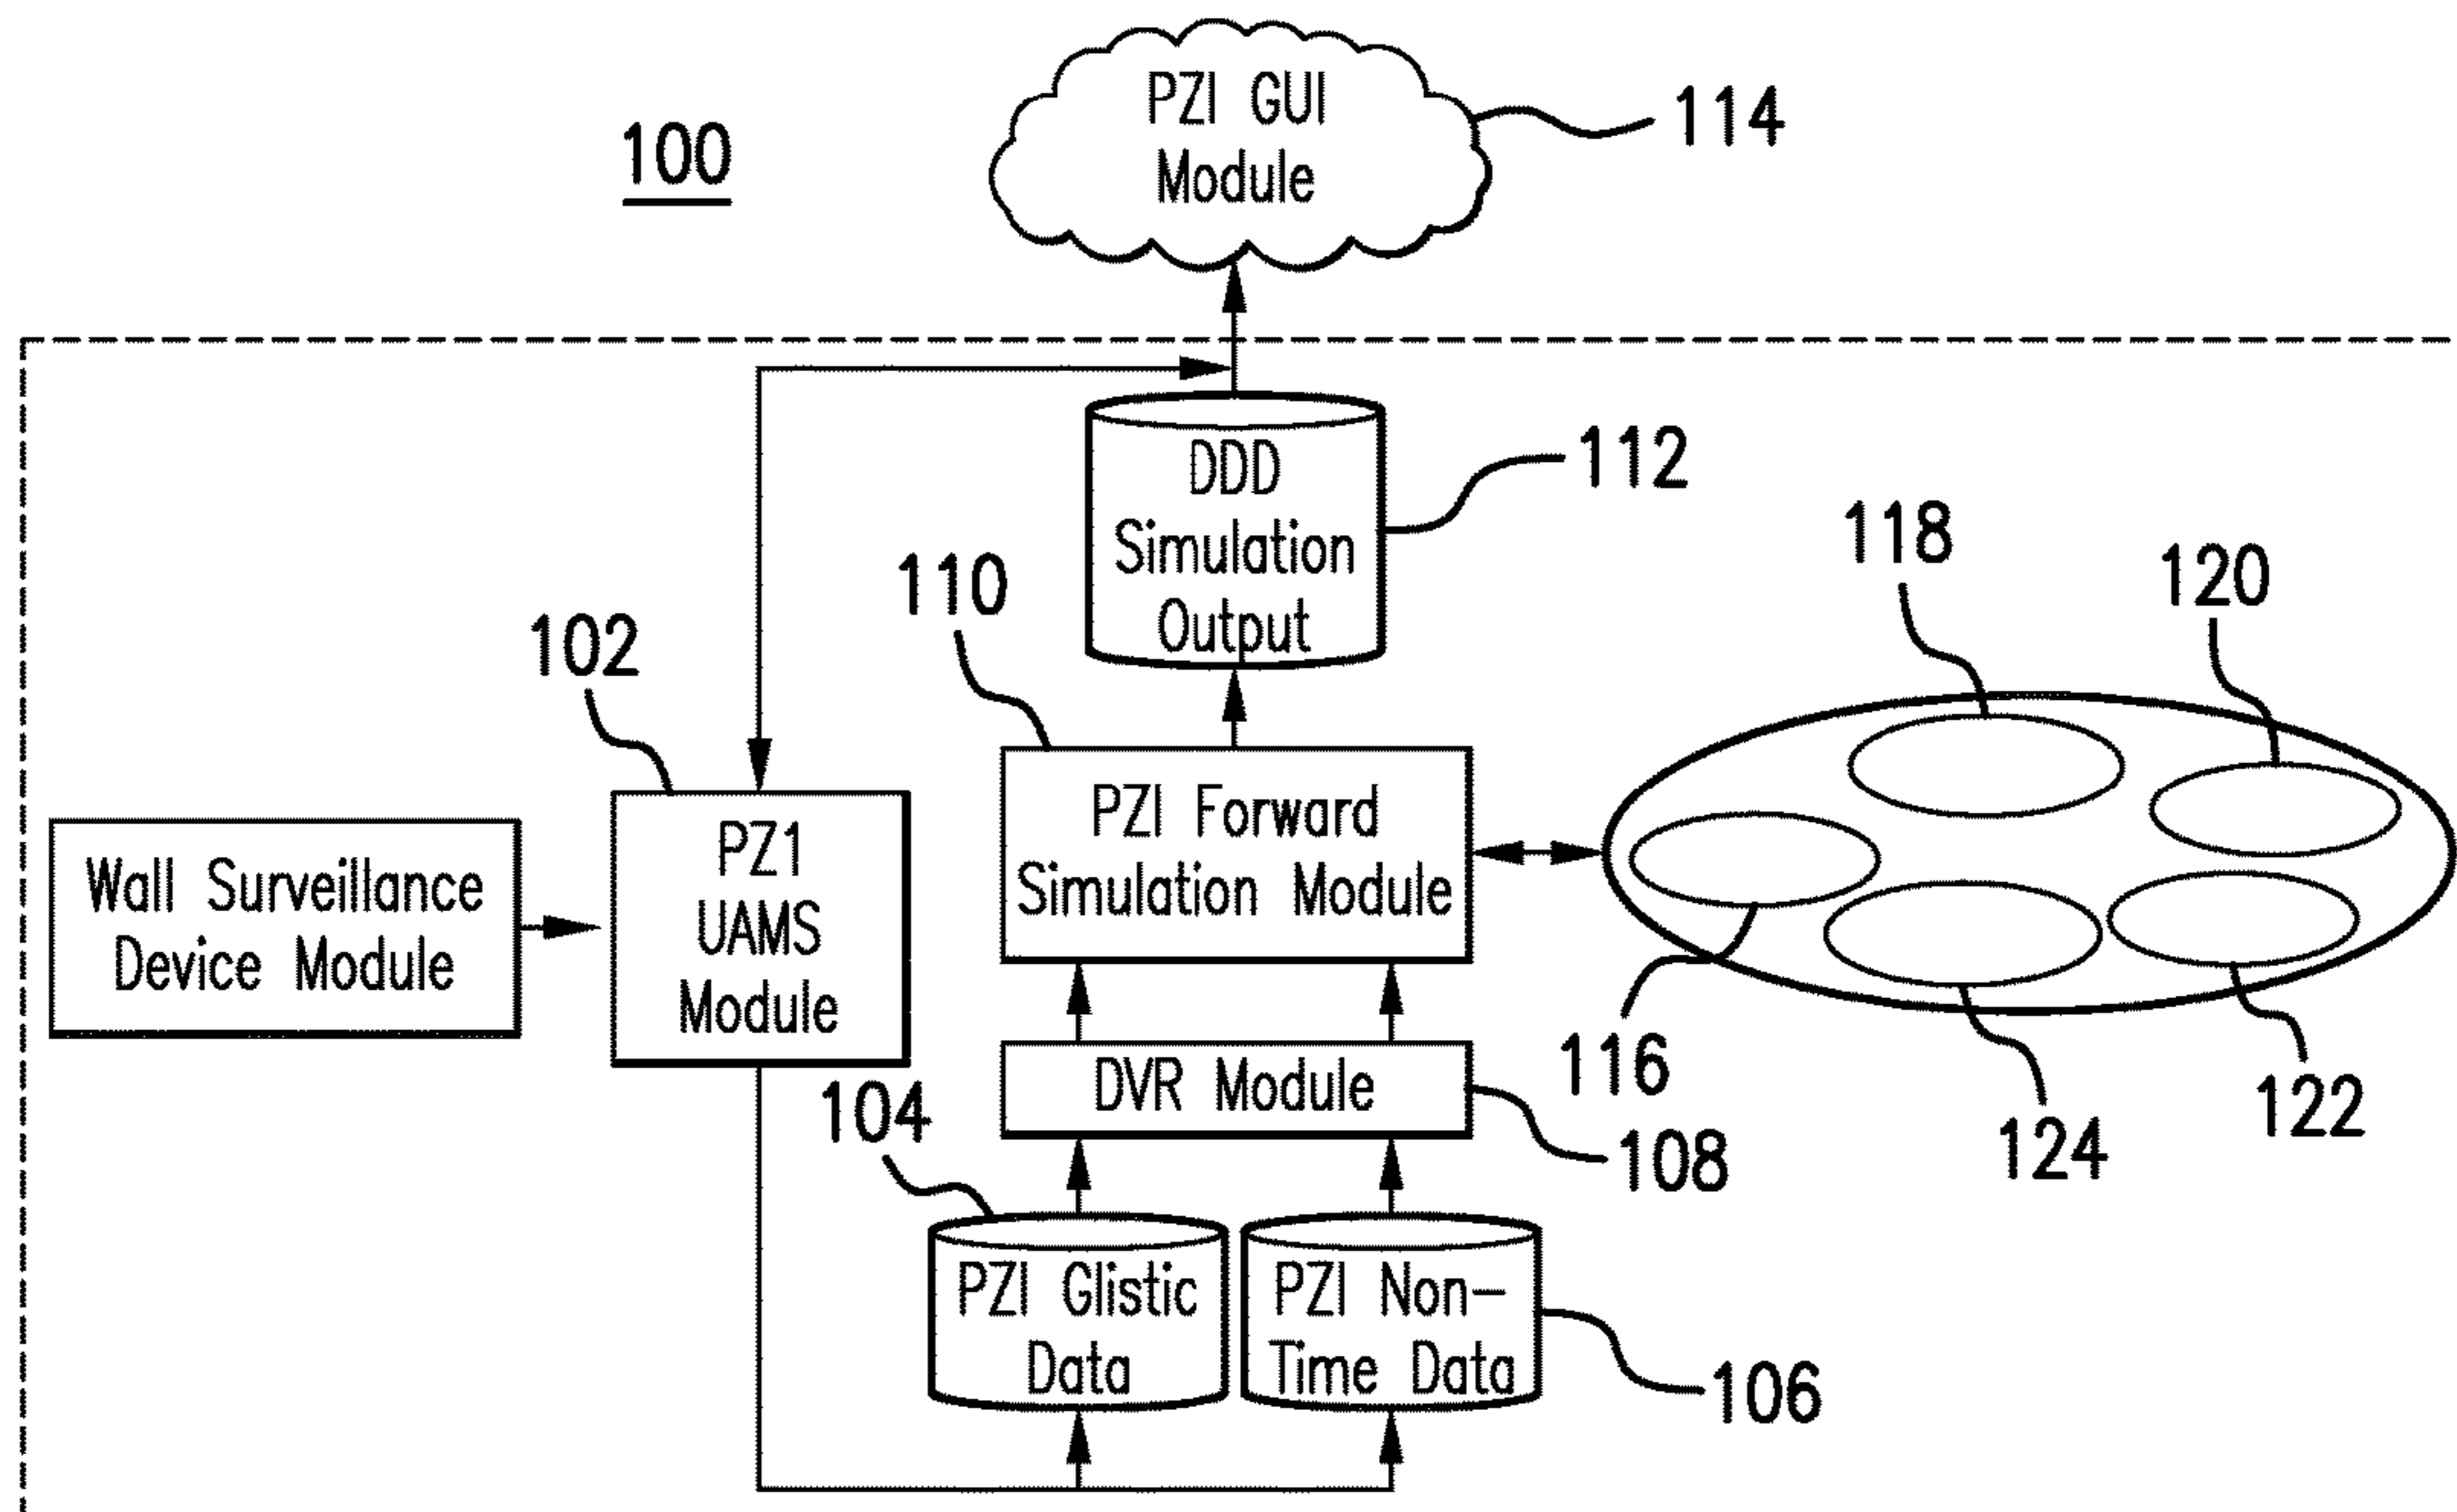 PZI GUI
Module
114
100
DDD
Simulation
Output
112
118
120
110
102
PZI Forward
Simulation Module
PZ1
UAMS
Module
Wall Surveillance
Device Module
116
122
124
DVR Module
108
104
PZI Glistic
Data
PZI Non-
Time Data
106